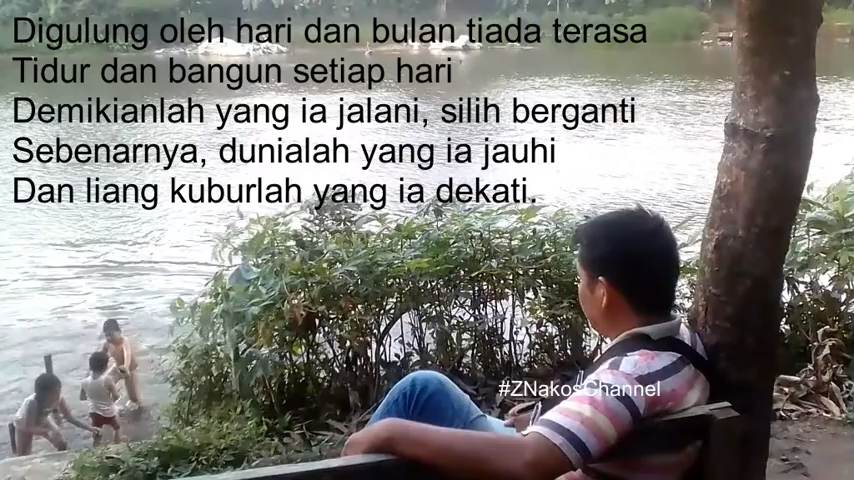 Digulung oleh hari dan bulan tiada terasa
Tidur dan bangun setiap hari
Demikianlah yang ia jalani, silih berganti
Sebenarnya, dunialah yang ia jauhi
Dan liang kuburlah yang ia dekati.
#ZNakosChannel